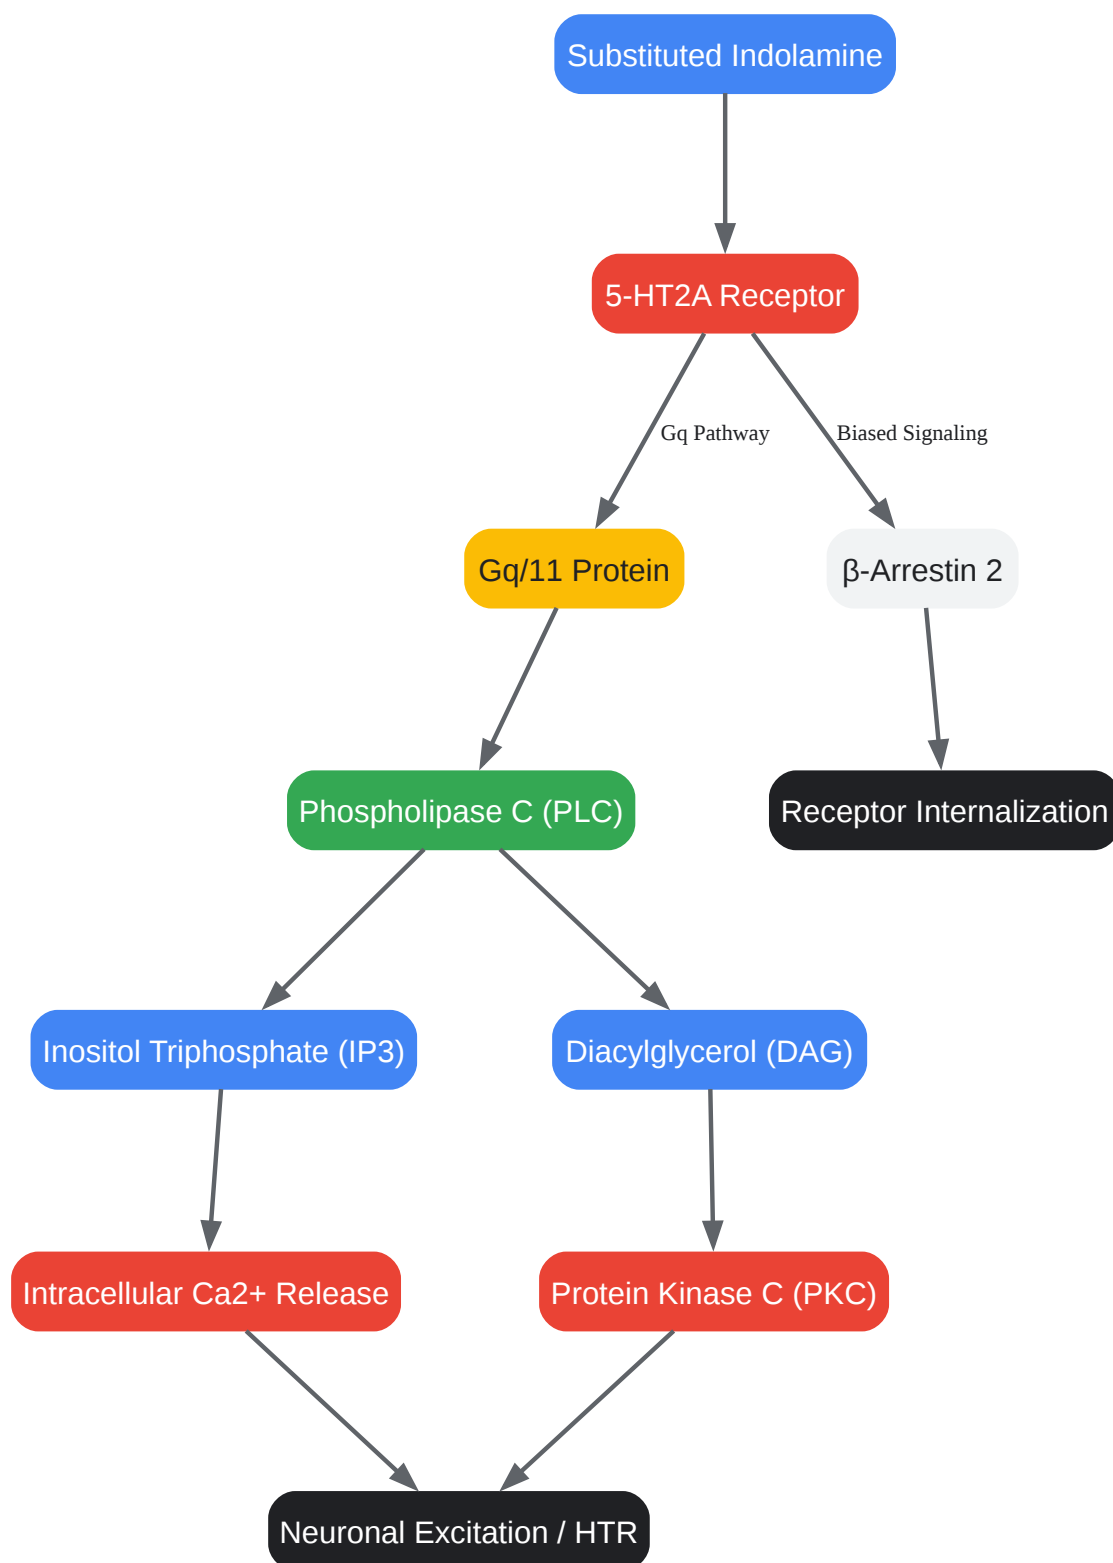 Substituted Indolamine
5-HT2A Receptor
Gq Pathway
Biased Signaling
Gq/11 Protein
β-Arrestin 2
Phospholipase C (PLC)
Receptor Internalization
Inositol Triphosphate (IP3)
Diacylglycerol (DAG)
Intracellular Ca2+ Release
Protein Kinase C (PKC)
Neuronal Excitation / HTR